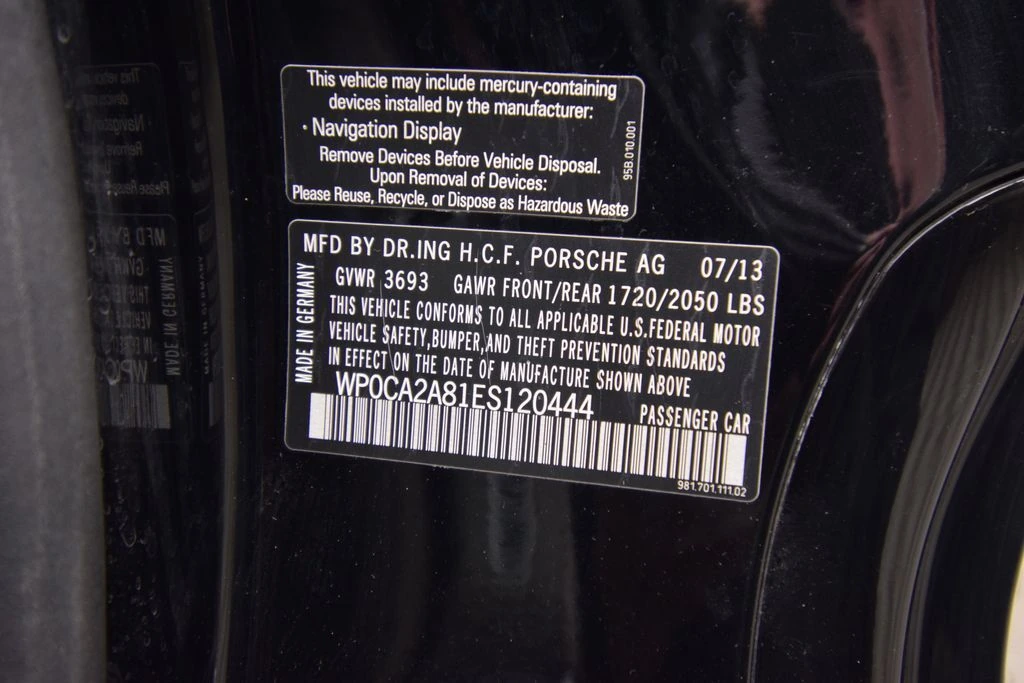 This vehicle may include mercury-containing
devices installed by the manufacturer:
· Navigation Display
Remove Devices Before Vehicle Disposal.
Upon Removal of Devices:
Please Reuse, Recycle, or Dispose as Hazardous Waste
95B.010.001
MFD BY DR.ING H.C.F. PORSCHE AG 07/13
GVWR 3693 GAWR FRONT/REAR 1720/2050 LBS
THIS VEHICLE CONFORMS TO ALL APPLICABLE U.S.FEDERAL MOTOR
VEHICLE SAFETY,BUMPER,AND THEFT PREVENTION STANDARDS
IN EFFECT ON THE DATE OF MANUFACTURE SHOWN ABOVE
MADE IN GERMANY
WP0CA2A81ES120444 PASSENGER CAR
981.701.111.02